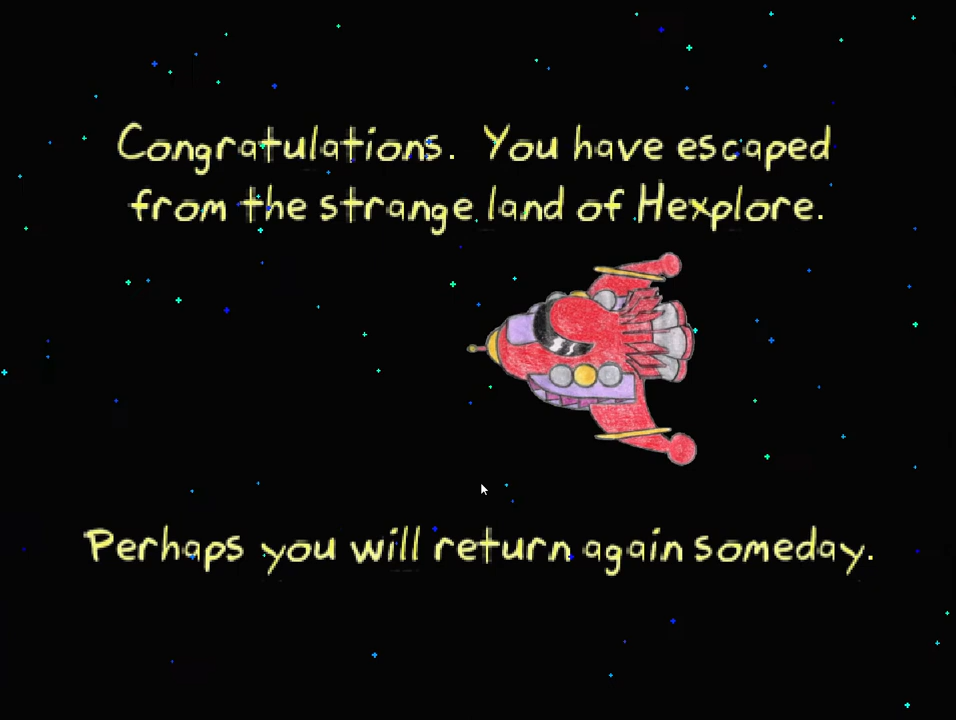 Congratulations. You have escaped
from the strange land of Hexplore.
Perhaps you will return again someday.